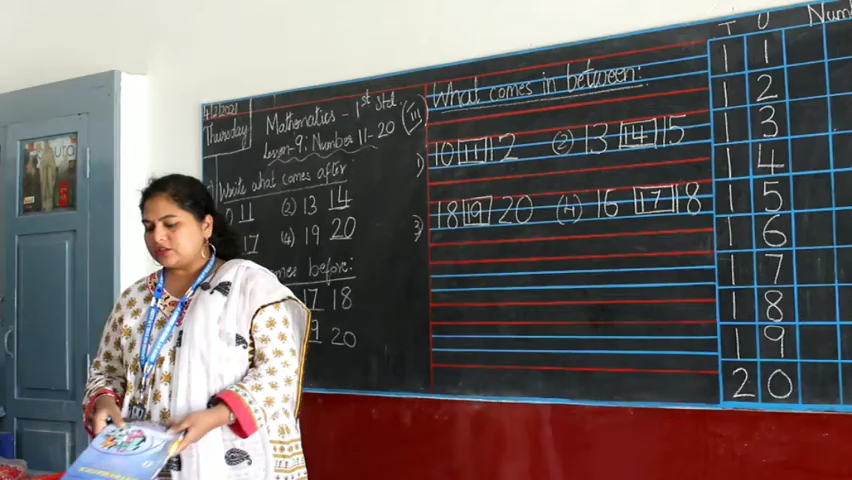 4/2/2021
Thursday
Mathematics - 1st Std.
Lesson-9: Number 11-20
Write what comes after
11 (2) 13 14
17 (4) 19 20
before:
17 18
9 20
(III) What comes in between:
1) 10 11 12 (2) 13 14 15
3) 18 19 20 (4) 16 17 18
T U
1 1
1 2
1 3
1 4
1 5
1 6
1 7
1 8
1 9
2 0